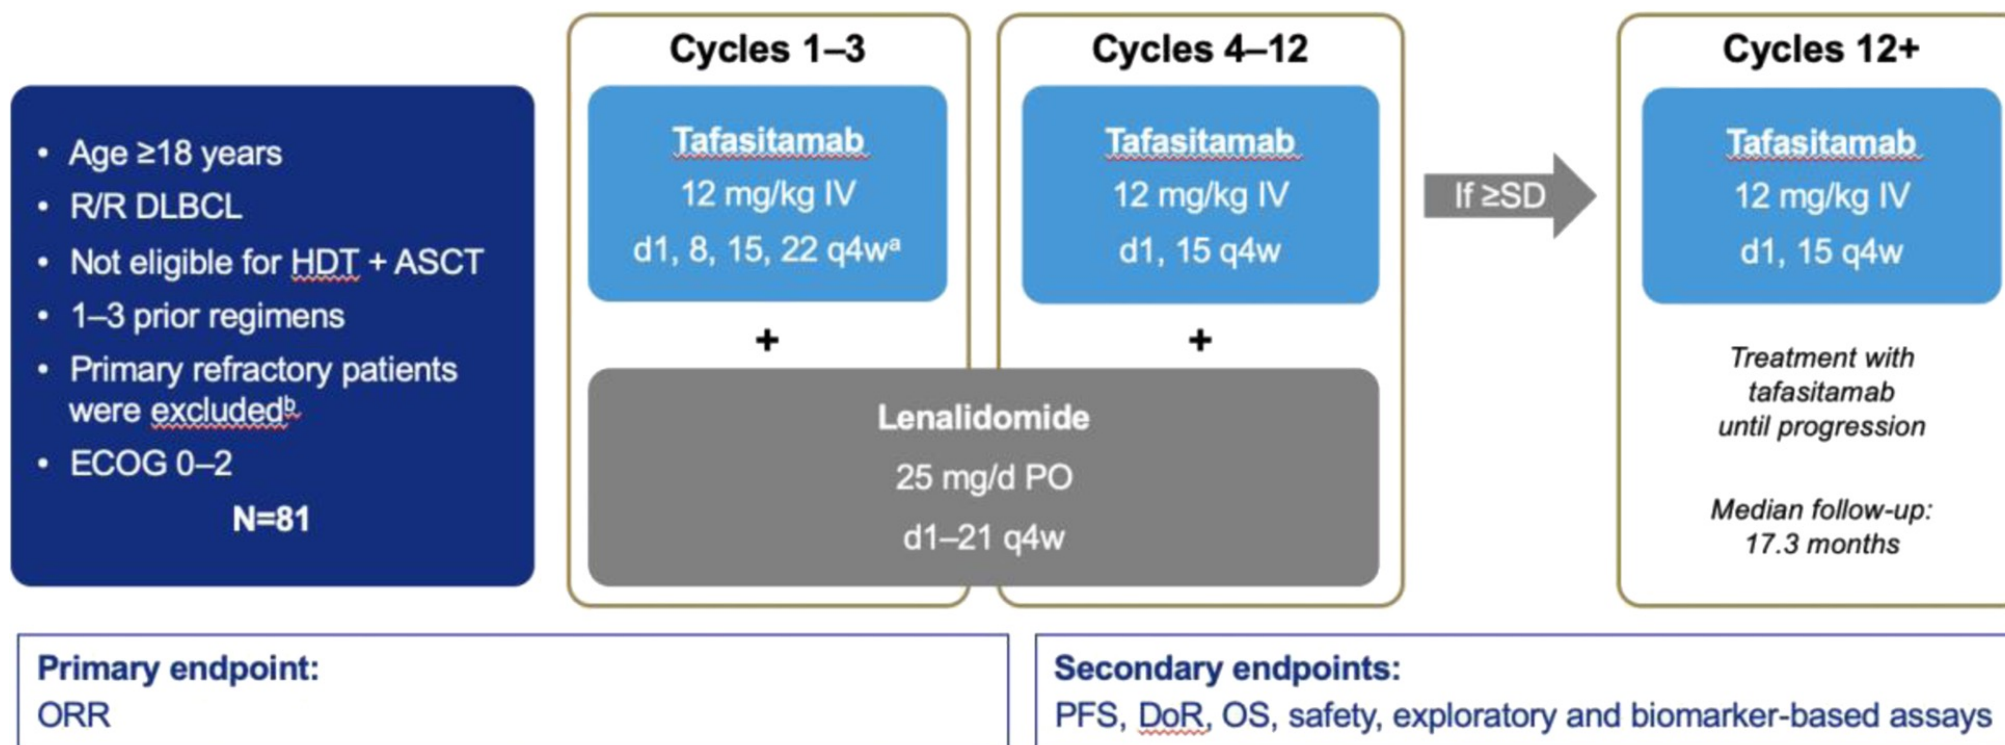 • Age ≥18 years
• R/R DLBCL
• Not eligible for HDT + ASCT
• 1–3 prior regimens
• Primary refractory patients
were excludedᵇ
• ECOG 0–2
N=81
Cycles 1–3
Tafasitamab
12 mg/kg IV
d1, 8, 15, 22 q4wᵃ
+
Cycles 4–12
Tafasitamab
12 mg/kg IV
d1, 15 q4w
+
Lenalidomide
25 mg/d PO
d1–21 q4w
If ≥SD
Cycles 12+
Tafasitamab
12 mg/kg IV
d1, 15 q4w
Treatment with
tafasitamab
until progression
Median follow-up:
17.3 months
Primary endpoint:
ORR
Secondary endpoints:
PFS, DoR, OS, safety, exploratory and biomarker-based assays